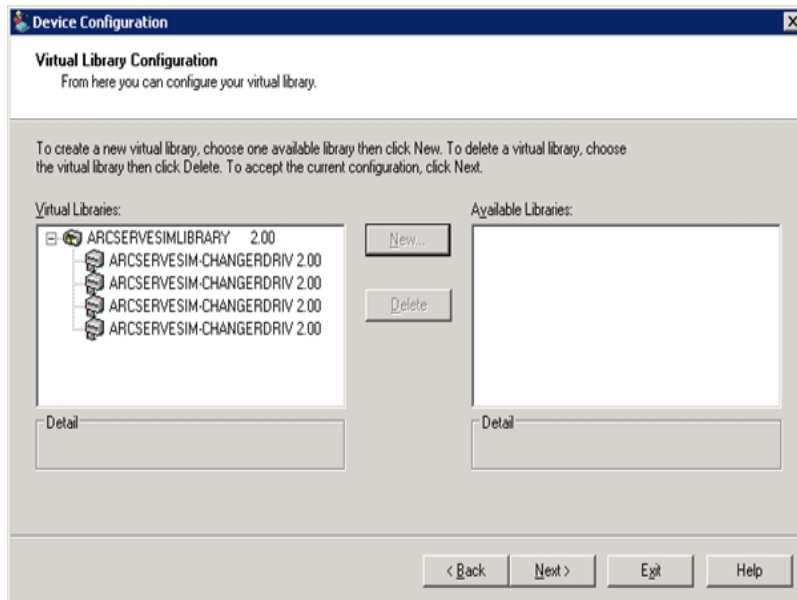 Device Configuration
Virtual Library Configuration
From here you can configure your virtual library.
To create a new virtual library, choose one available library then click New. To delete a virtual library, choose
the virtual library then click Delete. To accept the current configuration, click Next.
Virtual Libraries:
ARCSERVESIMLIBRARY 2.00
ARCSERVESIM-CHANGERDRIV 2.00
ARCSERVESIM-CHANGERDRIV 2.00
ARCSERVESIM-CHANGERDRIV 2.00
ARCSERVESIM-CHANGERDRIV 2.00
Detail
New...
Delete
Available Libraries:
Detail
< Back
Next >
Exit
Help